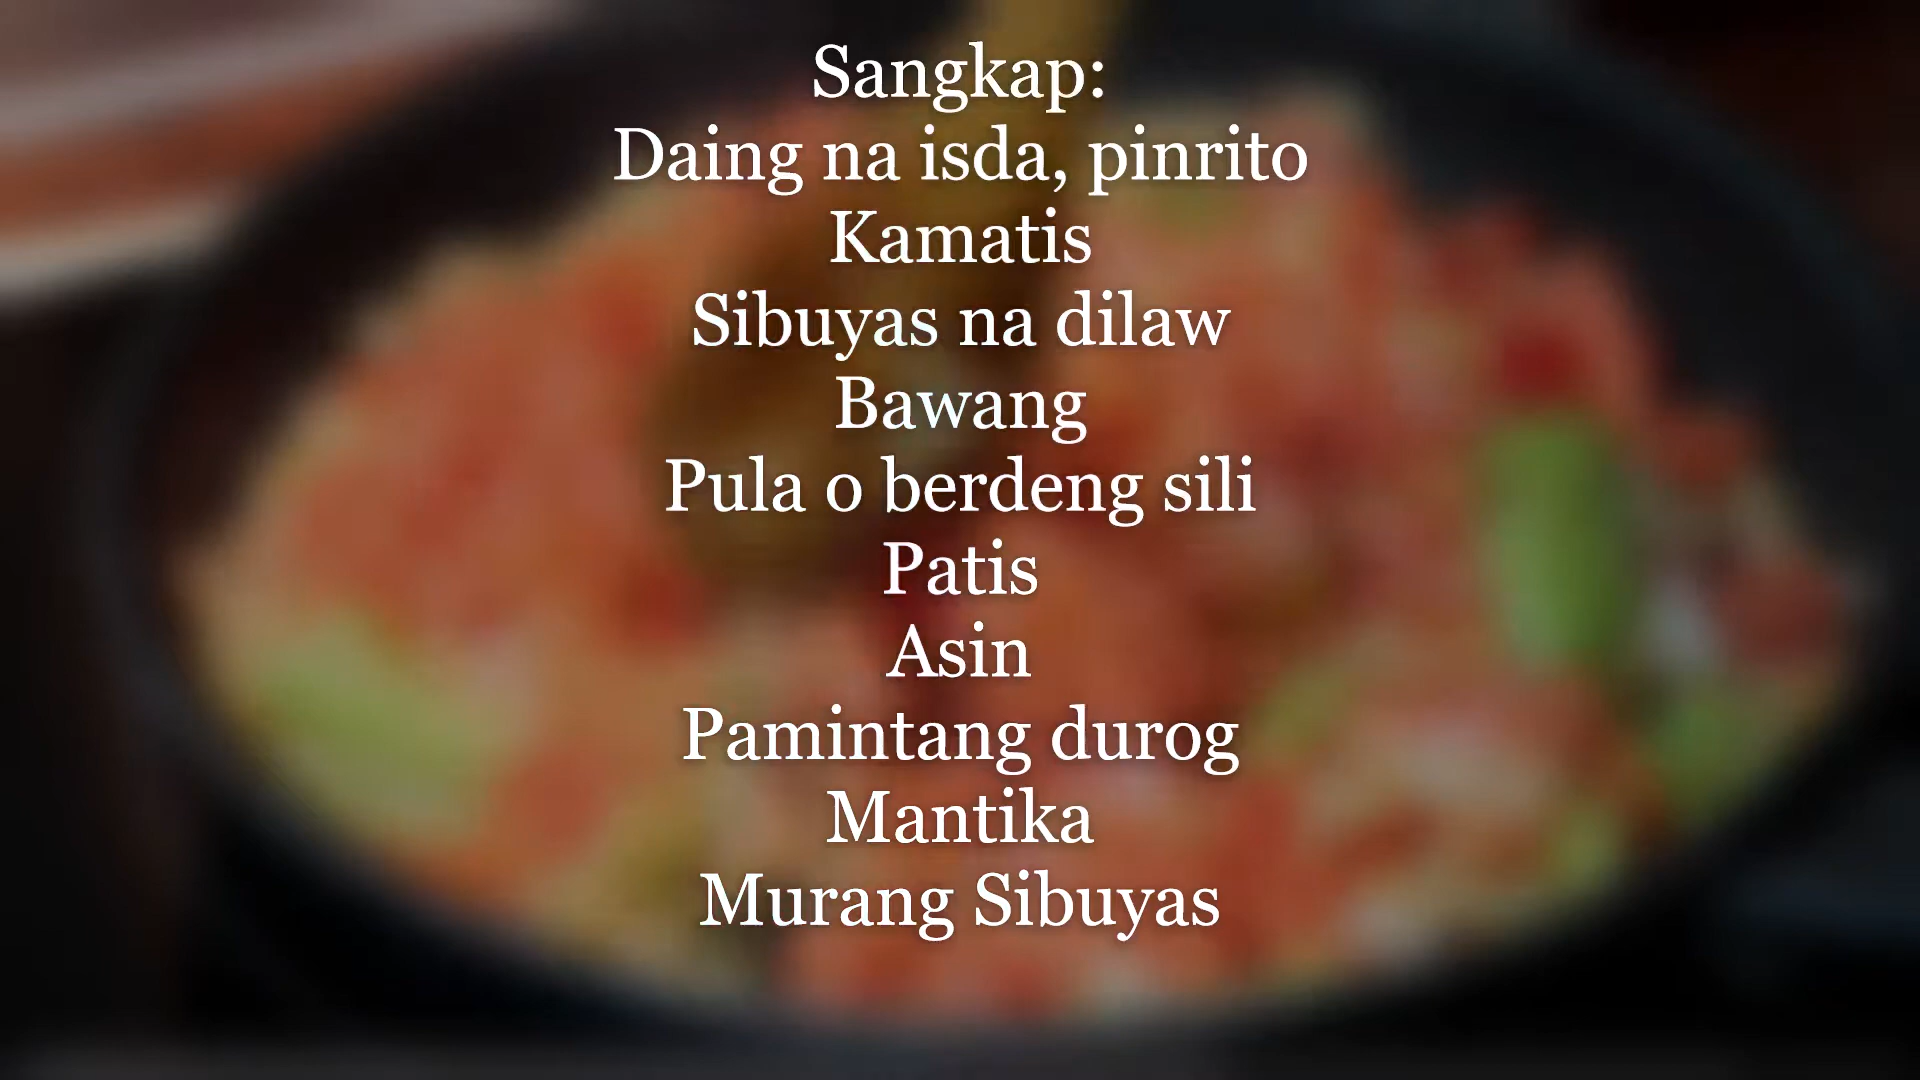 Sangkap:
Daing na isda, pinrito
Kamatis
Sibuyas na dilaw
Bawang
Pula o berdeng sili
Patis
Asin
Pamintang durog
Mantika
Murang Sibuyas